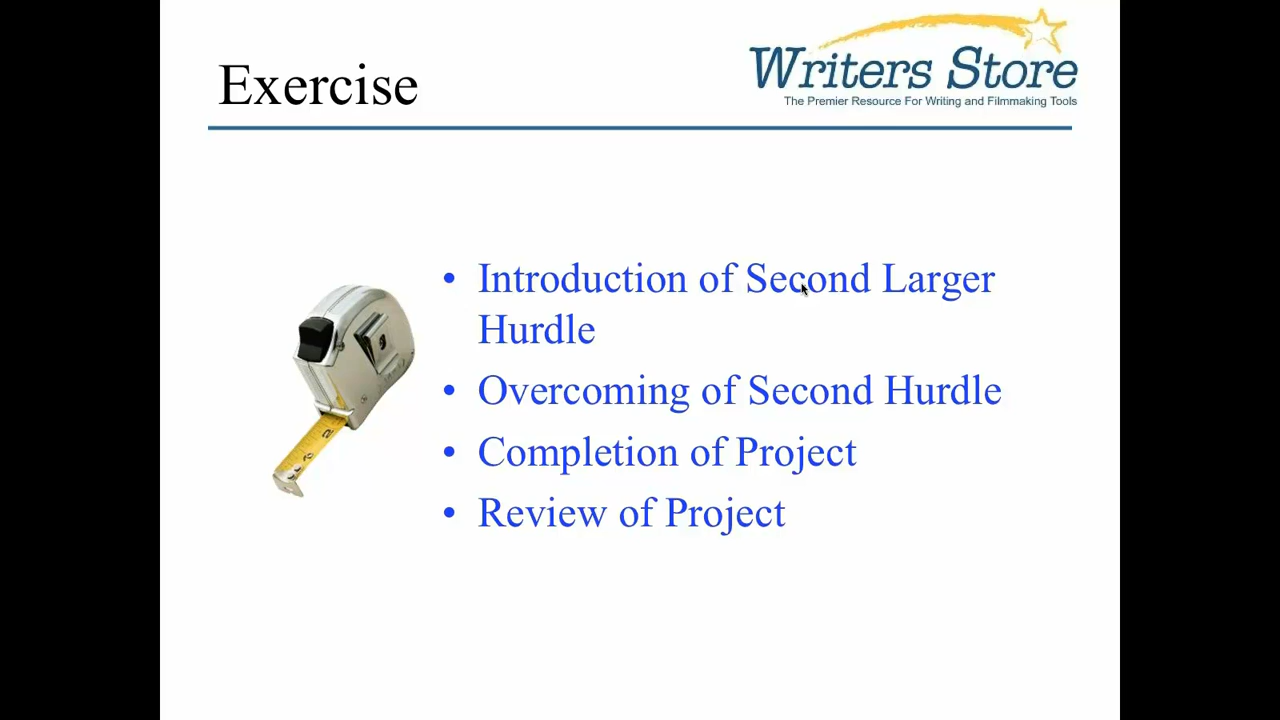 Exercise
Writers Store
The Premier Resource For Writing and Filmmaking Tools
• Introduction of Second Larger
Hurdle
• Overcoming of Second Hurdle
• Completion of Project
• Review of Project